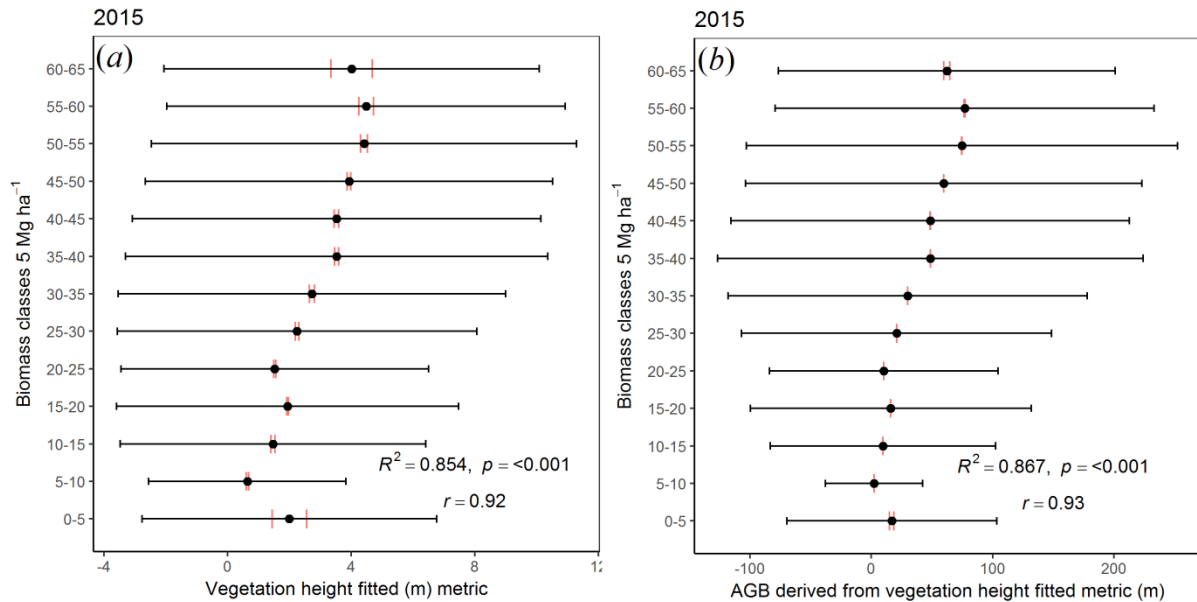 2015
(a)
60-65
55-60
50-55
45-50
40-45
35-40
30-35
25-30
20-25
15-20
10-15
5-10
0-5
Biomass classes 5 Mg ha⁻¹
R² = 0.854, p = <0.001
r = 0.92
-4 0 4 8 12
Vegetation height fitted (m) metric
2015
(b)
60-65
55-60
50-55
45-50
40-45
35-40
30-35
25-30
20-25
15-20
10-15
5-10
0-5
Biomass classes 5 Mg ha⁻¹
R² = 0.867, p = <0.001
r = 0.93
-100 0 100 200
AGB derived from vegetation height fitted metric (m)